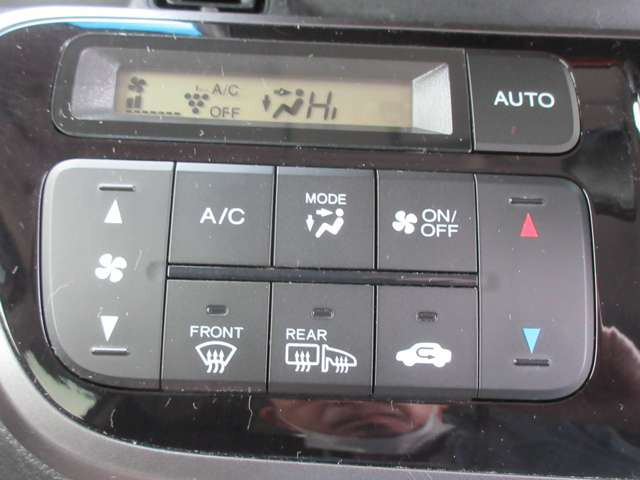 A/C
OFF
Hi
AUTO
A/C
MODE
ON/
OFF
FRONT
REAR